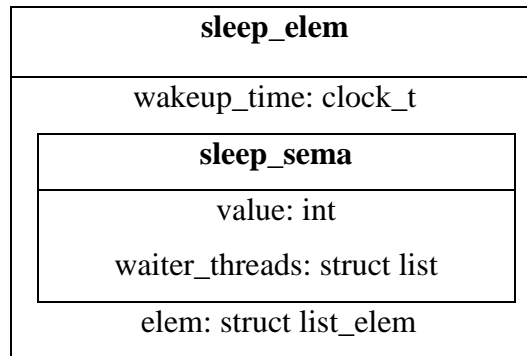 sleep_elem
wakeup_time: clock_t
sleep_sema
value: int
waiter_threads: struct list
elem: struct list_elem